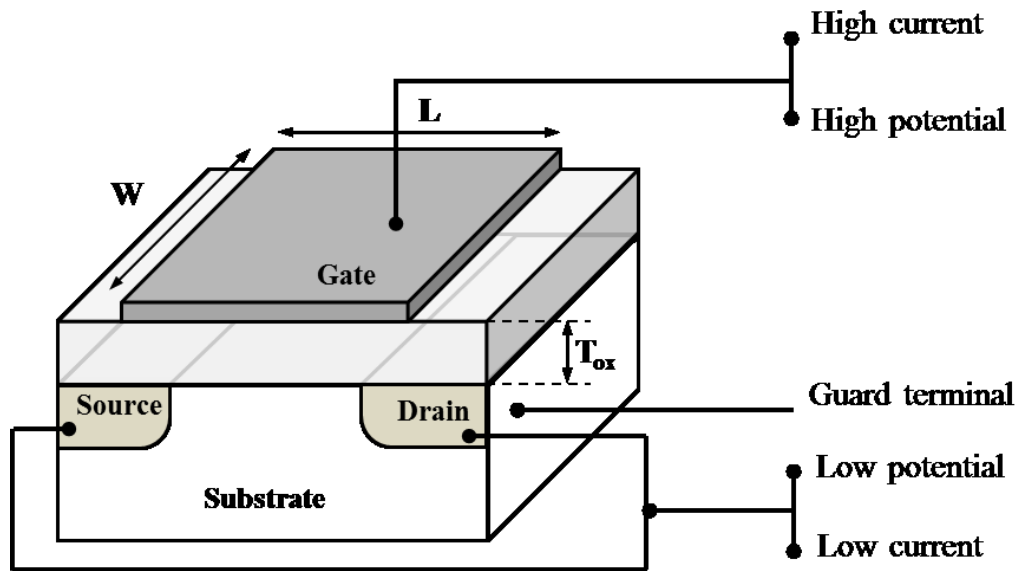 High current
L
High potential
W
Gate
Tox
Source
Drain
Guard terminal
Low potential
Substrate
Low current